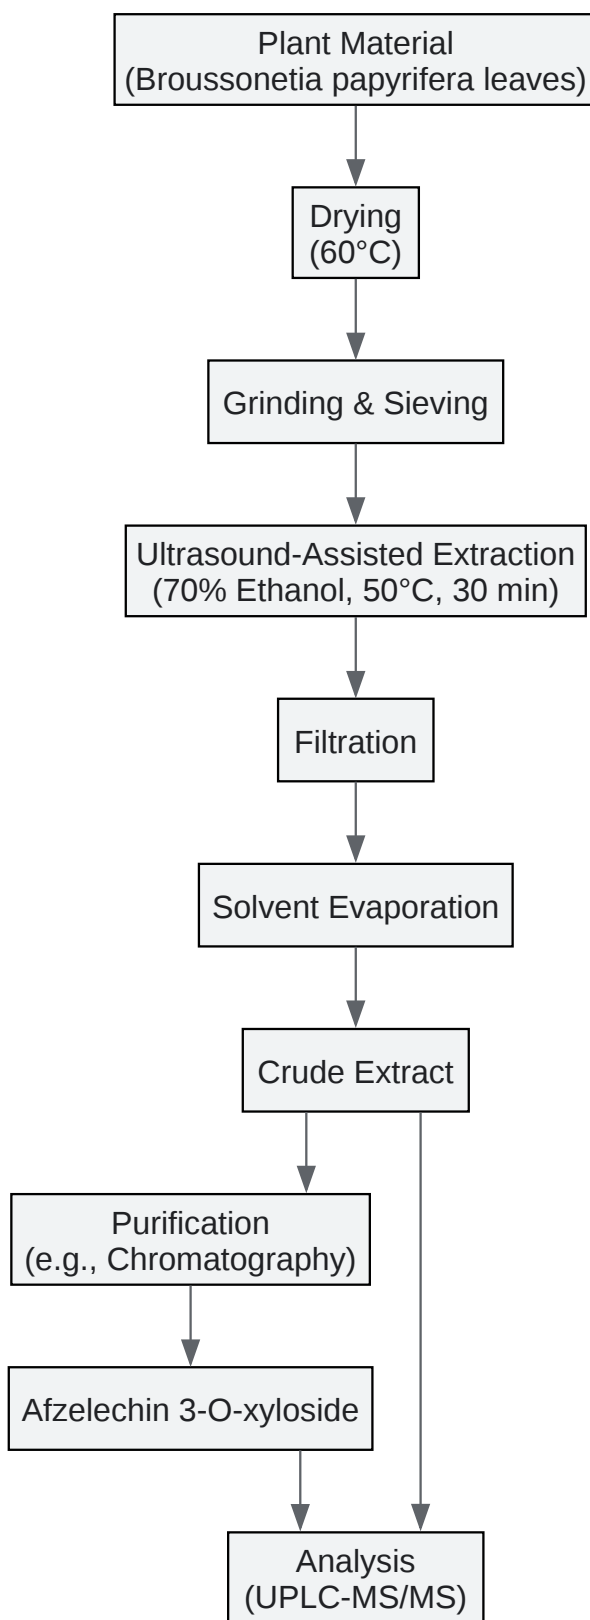 Plant Material
(Broussonetia papyrifera leaves)
Drying
(60°C)
Grinding & Sieving
Ultrasound-Assisted Extraction
(70% Ethanol, 50°C, 30 min)
Filtration
Solvent Evaporation
Crude Extract
Purification
(e.g., Chromatography)
Afzelechin 3-O-xyloside
Analysis
(UPLC-MS/MS)